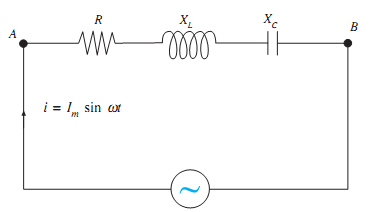 R X_L X_C
A B
i = I_m sin ωt
~